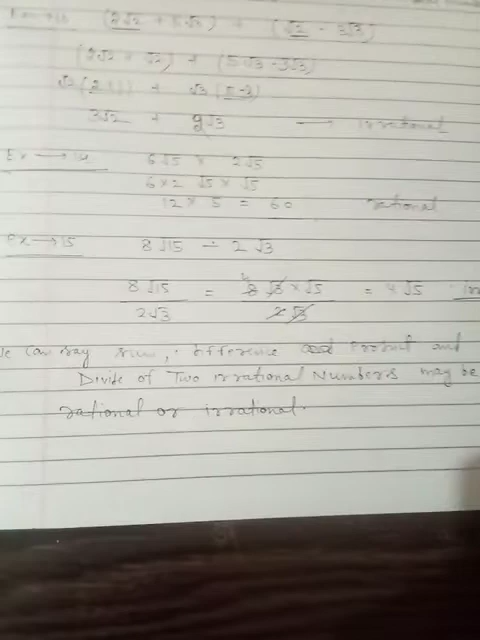 (2√2 + 5√3) + (√2 - 3√3)
(2√2 + √2) + (5√3 - 3√3)
√2 (2+1) + √3 (5-3)
3√2 + 2√3 → irrational
Ex → 14 6√5 × 2√5
6×2 √5 × √5
12 × 5 = 60 rational
Ex → 15 8√15 ÷ 2√3
8√15 / 2√3 = 4 8 √3 × √5 / 2 √3 = 4√5
can say sum, difference Product and
Divide of Two irrational Numbers may be
rational or irrational.